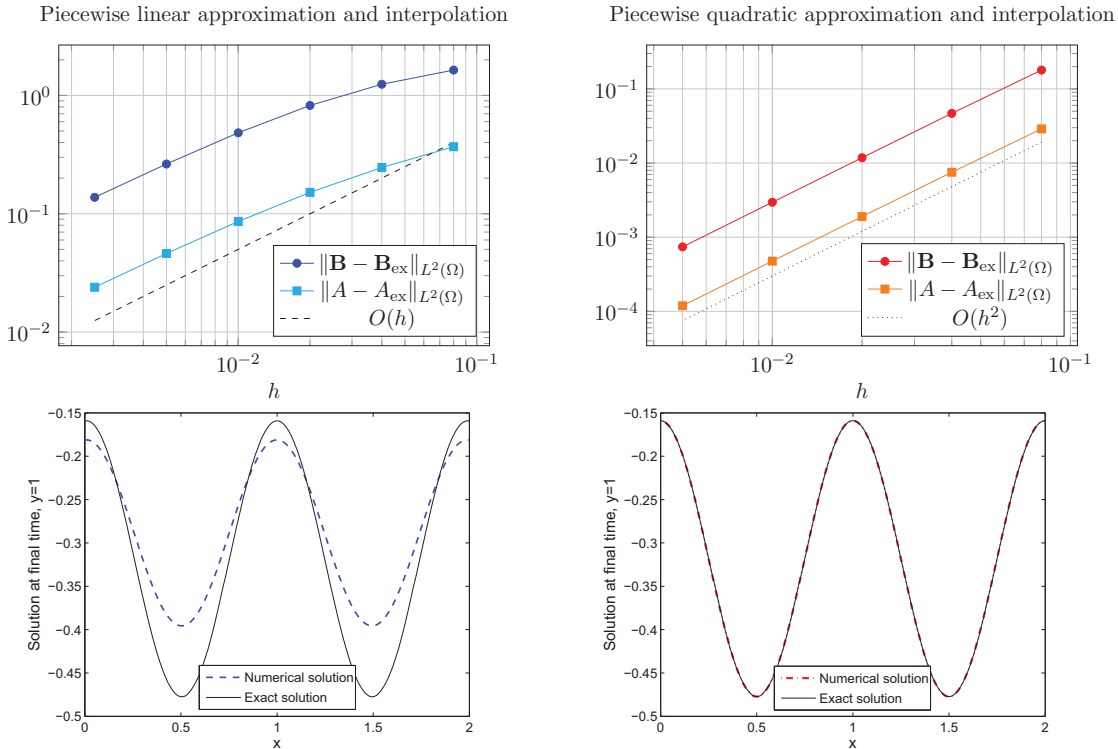 Piecewise linear approximation and interpolation
10^0
10^{-1}
10^{-2}
‖B − B_ex‖_{L^2(Ω)}
‖A − A_ex‖_{L^2(Ω)}
O(h)
10^{-2}
10^{-1}
h
Piecewise quadratic approximation and interpolation
10^{-1}
10^{-2}
10^{-3}
10^{-4}
‖B − B_ex‖_{L^2(Ω)}
‖A − A_ex‖_{L^2(Ω)}
O(h^2)
10^{-2}
10^{-1}
h
Solution at final time, y=1
−0.15
−0.2
−0.25
−0.3
−0.35
−0.4
−0.45
−0.5
Numerical solution
Exact solution
0 0.5 1 1.5 2
x
Solution at final time, y=1
−0.15
−0.2
−0.25
−0.3
−0.35
−0.4
−0.45
−0.5
Numerical solution
Exact solution
0 0.5 1 1.5 2
x